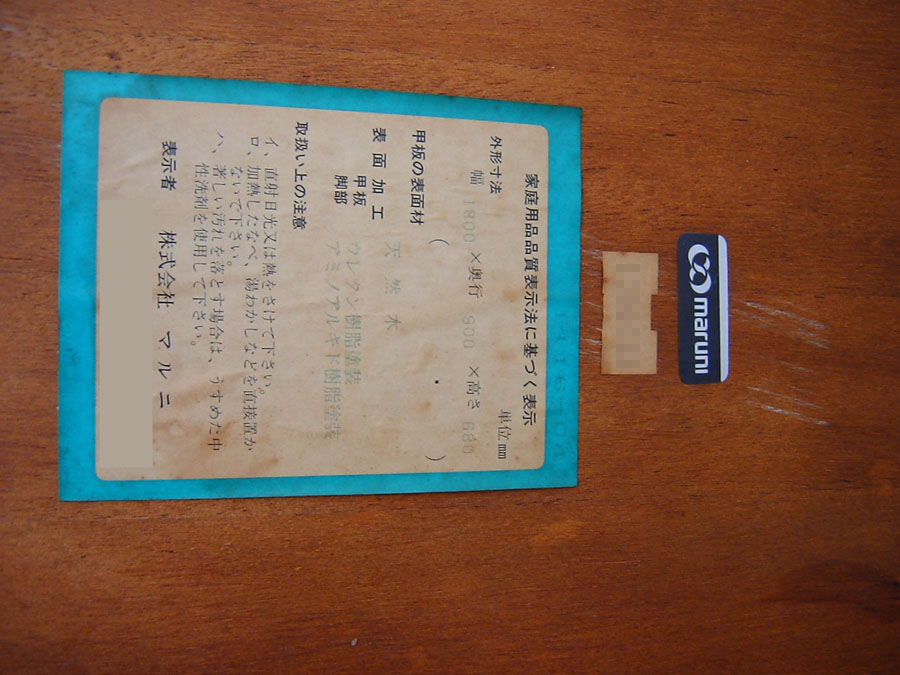 家庭用品品質表示法に基づく表示
単位mm
外形寸法
幅 1800 ×奥行 900 ×高さ 680
( )
甲板の表面材 天然木
表面加工
甲板 ウレタン樹脂塗装
脚部 アミノアルキド樹脂塗装
取扱い上の注意
イ、直射日光又は熱をさけて下さい。
ロ、加熱したなべ、湯わかしなどを直接置か
ないで下さい。
ハ、著しい汚れを落とす場合は、うすめた中
性洗剤を使用して下さい。
表示者 株式会社 マルニ
maruni